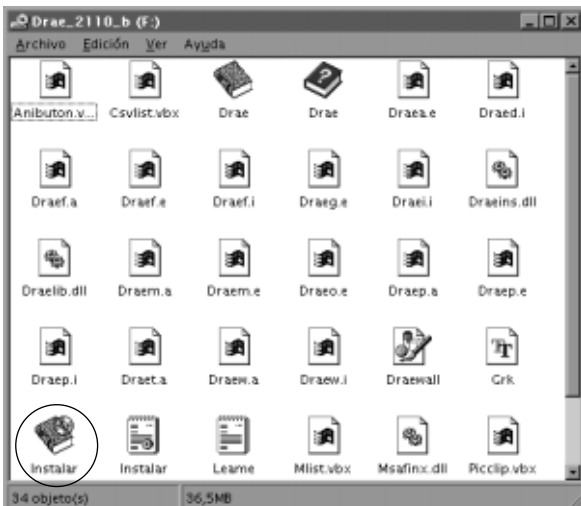 Drae_2110_b (F:)
Archivo Edición Ver Ayuda
Anibuton.v... Csvlist.vbx Drae Drae Draea.e Draed.i
Draef.a Draef.e Draef.i Draeg.e Draei.i Draeins.dll
Draelib.dll Draem.a Draem.e Draeo.e Draep.a Draep.e
Draep.i Draet.a Draew.a Draew.i Draewall Grk
Instalar Instalar Leame Mlist.vbx Msafinx.dll Picclip.vbx
34 objeto(s) 36,5MB